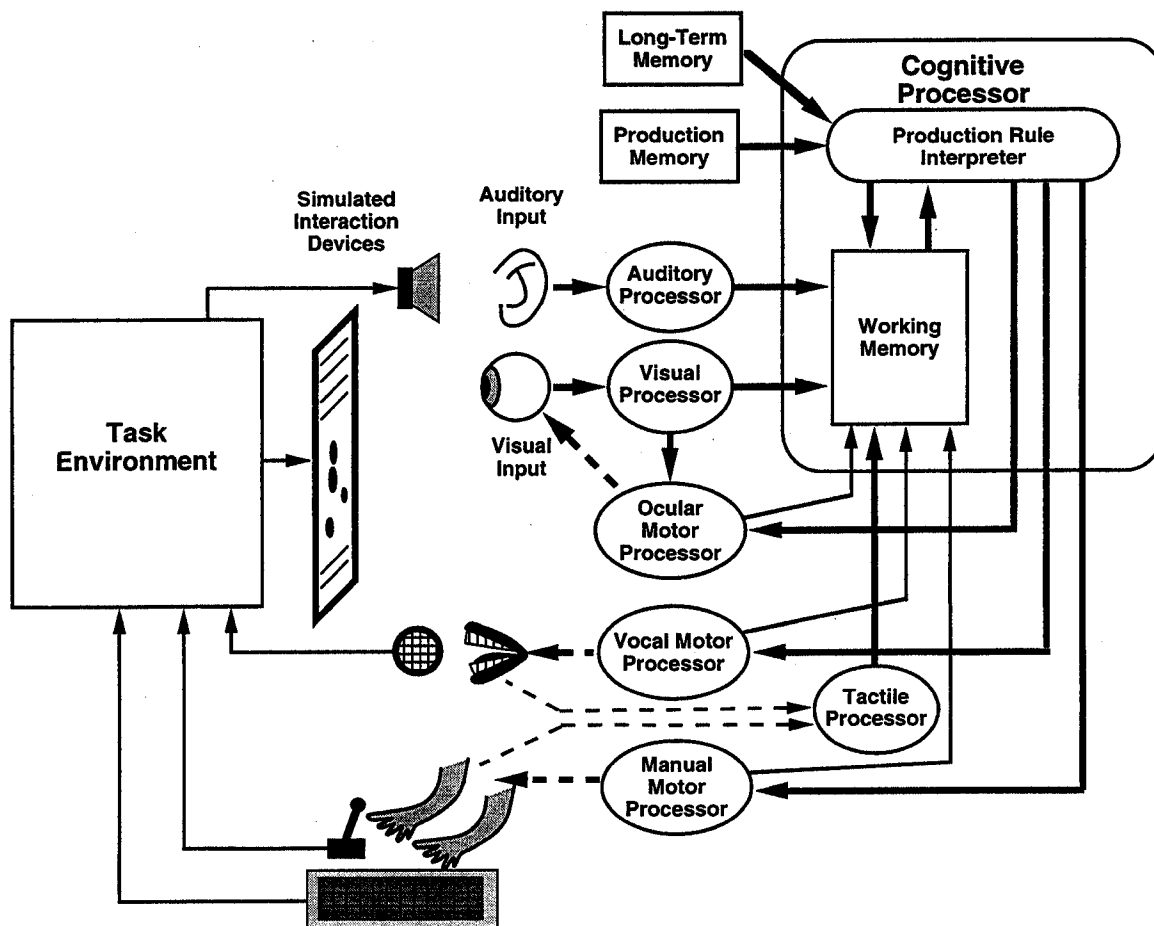 Long-Term
Memory
Cognitive
Processor
Production
Memory
Production Rule
Interpreter
Simulated
Interaction
Devices
Auditory
Input
Auditory
Processor
Working
Memory
Visual
Processor
Task
Environment
Visual
Input
Ocular
Motor
Processor
Vocal Motor
Processor
Tactile
Processor
Manual
Motor
Processor